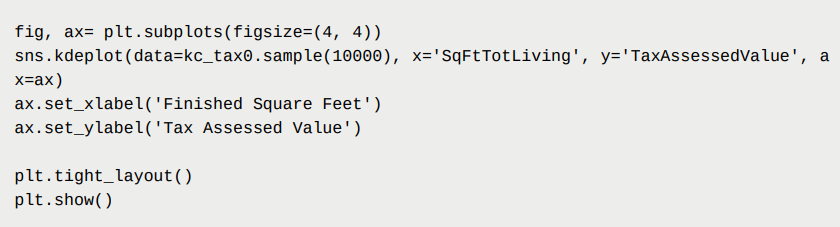 fig, ax= plt.subplots(figsize=(4, 4))
sns.kdeplot(data=kc_tax0.sample(10000), x='SqFtTotLiving', y='TaxAssessedValue', a
x=ax)
ax.set_xlabel('Finished Square Feet')
ax.set_ylabel('Tax Assessed Value')
plt.tight_layout()
plt.show()